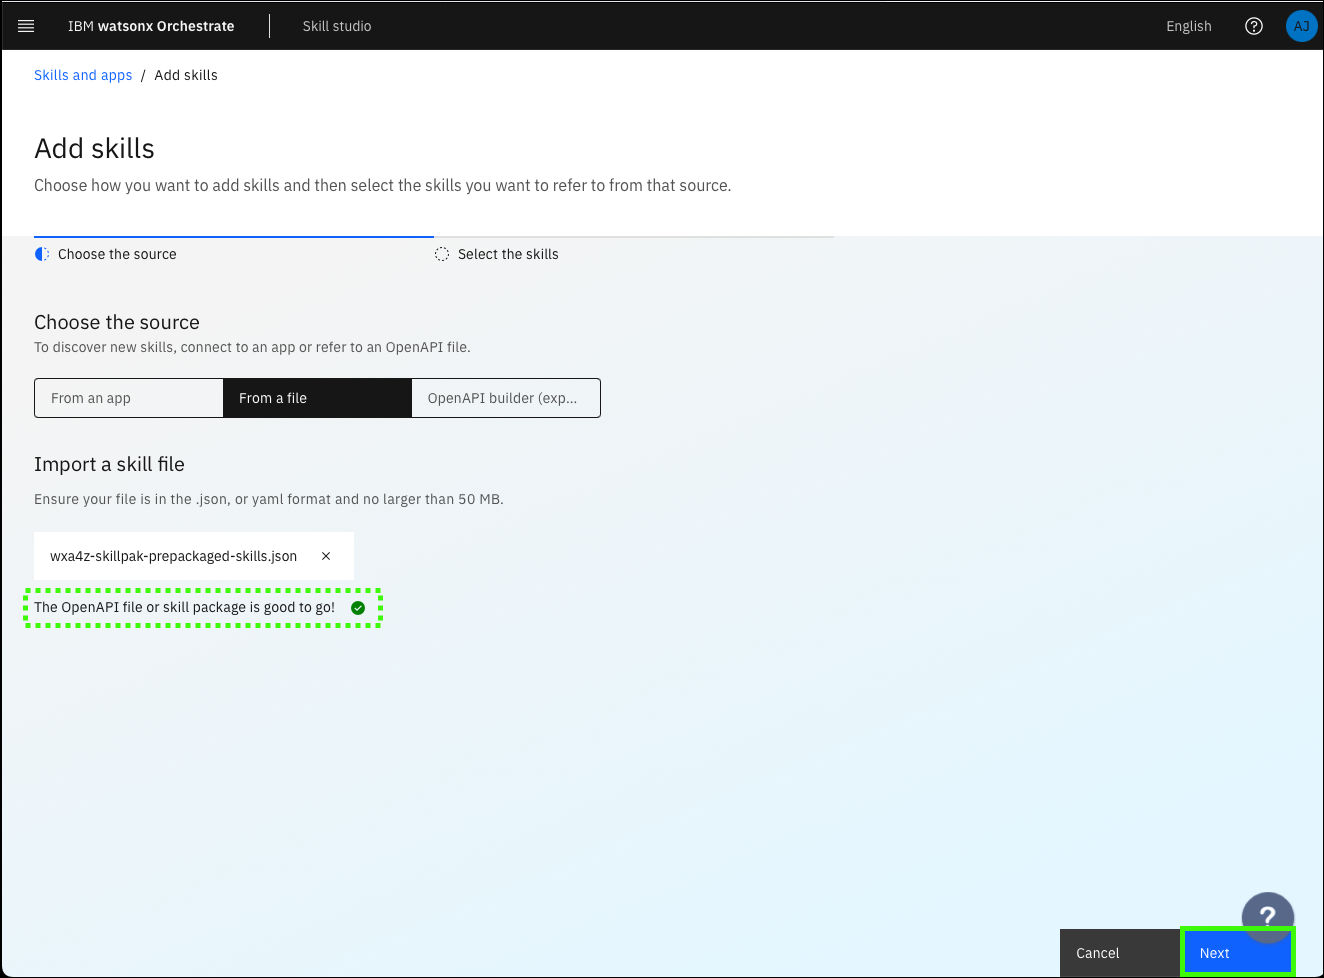 IBM watsonx Orchestrate
Skill studio
English
AJ
Skills and apps / Add skills
Add skills
Choose how you want to add skills and then select the skills you want to refer to from that source.
Choose the source
Select the skills
Choose the source
To discover new skills, connect to an app or refer to an OpenAPI file.
From an app
From a file
OpenAPI builder (exp...
Import a skill file
Ensure your file is in the .json, or yaml format and no larger than 50 MB.
wxa4z-skillpak-prepackaged-skills.json
The OpenAPI file or skill package is good to go!
?
Cancel
Next